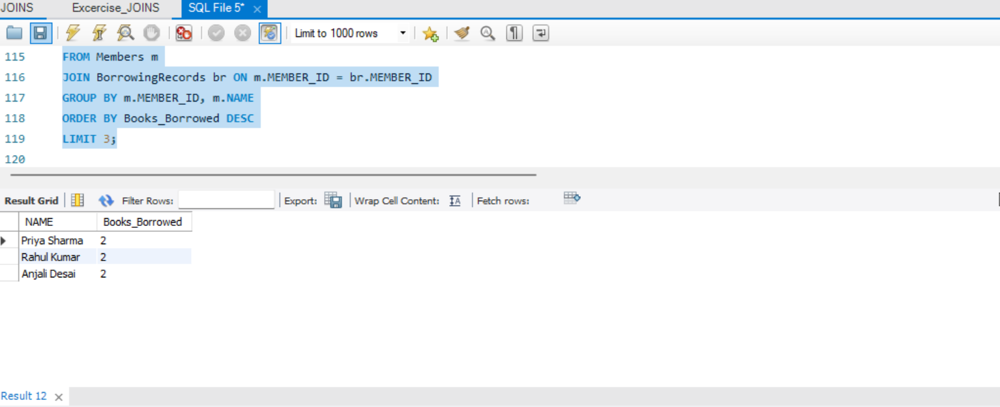 JOINS Excercise_JOINS SQL File 5*
Limit to 1000 rows
115 FROM Members m
116 JOIN BorrowingRecords br ON m.MEMBER_ID = br.MEMBER_ID
117 GROUP BY m.MEMBER_ID, m.NAME
118 ORDER BY Books_Borrowed DESC
119 LIMIT 3;
120
Result Grid Filter Rows: Export: Wrap Cell Content: Fetch rows:
NAME Books_Borrowed
Priya Sharma 2
Rahul Kumar 2
Anjali Desai 2
Result 12